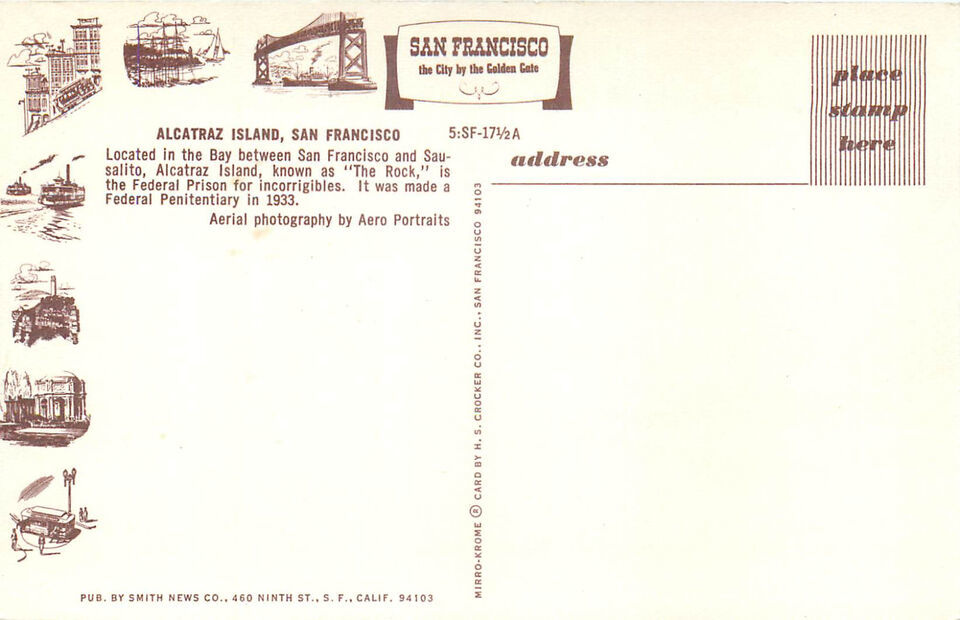 SAN FRANCISCO
the City by the Golden Gate
place
stamp
here
ALCATRAZ ISLAND, SAN FRANCISCO 5:SF-17½A
Located in the Bay between San Francisco and Sau-
salito, Alcatraz Island, known as "The Rock," is
the Federal Prison for incorrigibles. It was made a
Federal Penitentiary in 1933.
Aerial photography by Aero Portraits
address
MIRRO-KROME ® CARD BY H. S. CROCKER CO., INC., SAN FRANCISCO 94103
PUB. BY SMITH NEWS CO., 460 NINTH ST., S. F., CALIF. 94103